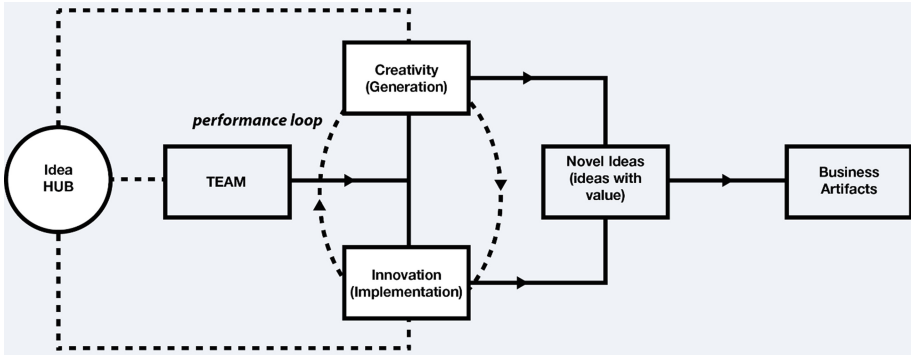 Creativity
(Generation)
performance loop
Idea
HUB
TEAM
Novel Ideas
(ideas with
value)
Business
Artifacts
Innovation
(Implementation)